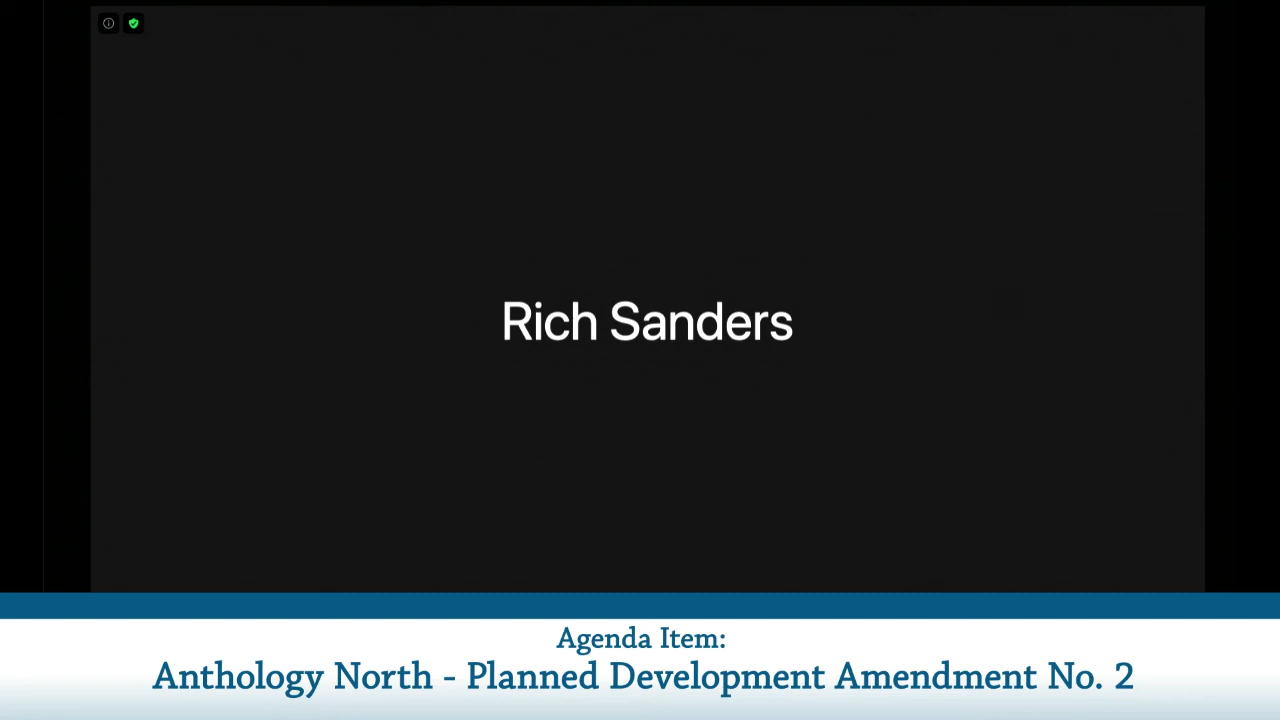 Rich Sanders
Agenda Item:
Anthology North - Planned Development Amendment No. 2